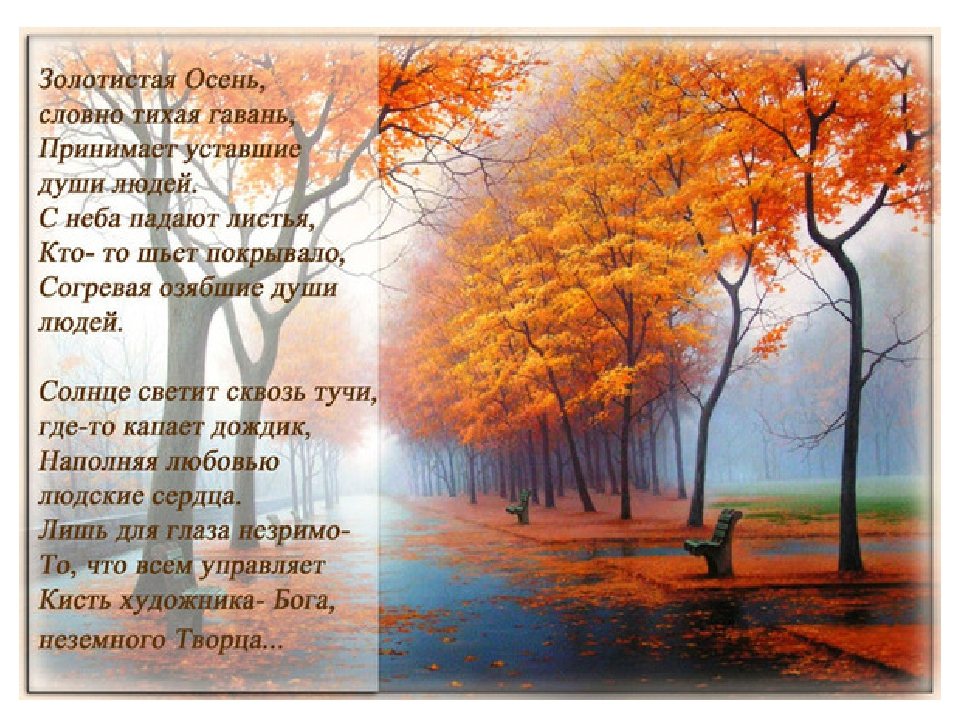 Золотистая Осень,
словно тихая гавань,
Принимает уставшие
души людей.
С неба падают листья,
Кто- то шьет покрывало,
Согревая озябшие души
людей.
Солнце светит сквозь тучи,
где-то капает дождик,
Наполняя любовью
людские сердца.
Лишь для глаза незримо-
То, что всем управляет
Кисть художника- Бога,
неземного Творца...